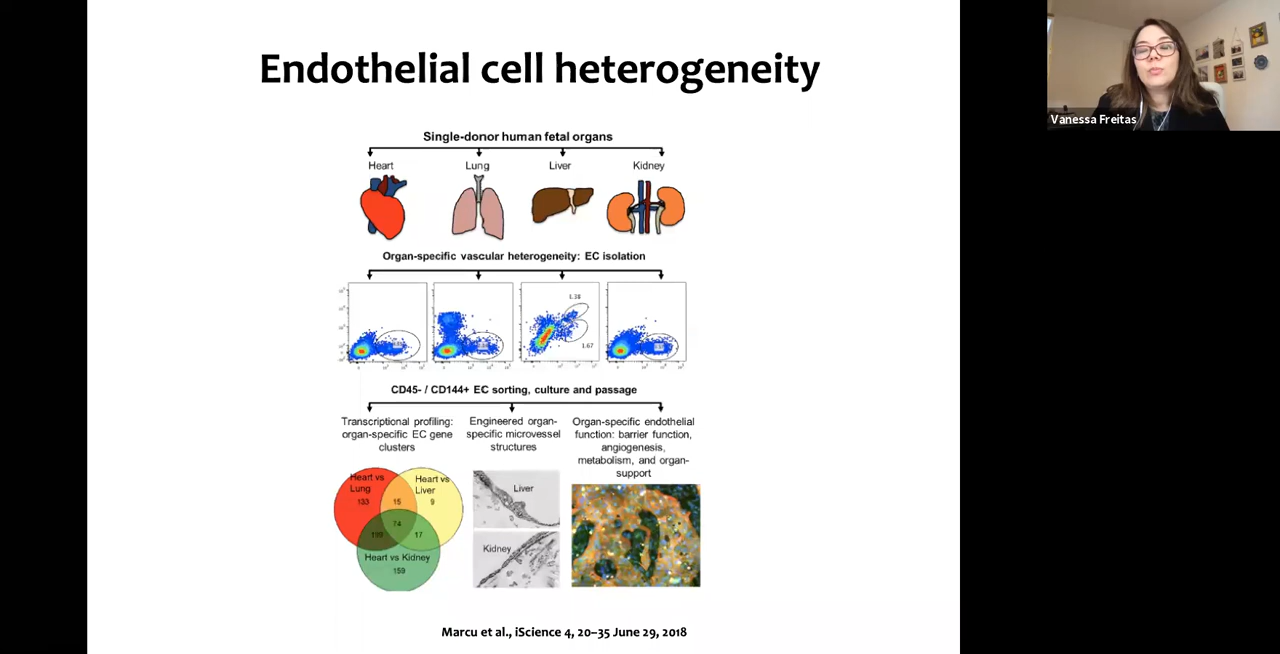 Endothelial cell heterogeneity
Vanessa Freitas
Single-donor human fetal organs
Heart
Lung
Liver
Kidney
Organ-specific vascular heterogeneity: EC isolation
1.38
1.67
CD45- / CD144+ EC sorting, culture and passage
Transcriptional profiling:
organ-specific EC gene
clusters
Engineered organ-
specific microvessel
structures
Organ-specific endothelial
function: barrier function,
angiogenesis,
metabolism, and organ-
support
Heart vs
Lung
133
15
Heart vs
Liver
9
74
17
Heart vs Kidney
159
Liver
Kidney
Marcu et al., iScience 4, 20–35 June 29, 2018